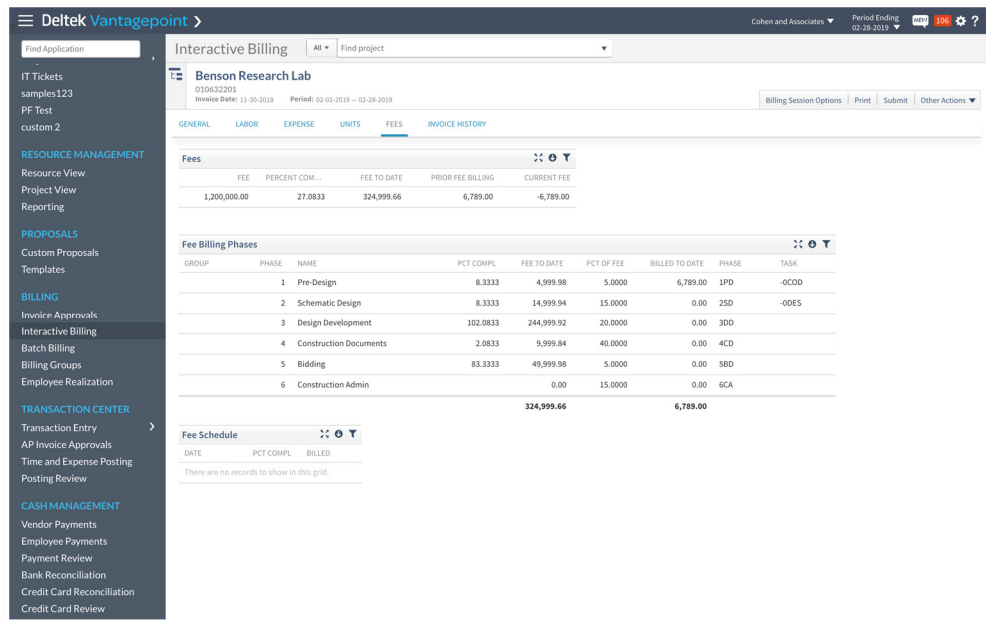 Deltek Vantagepoint
Cohen and Associates
Period Ending
02-28-2019
NEW!
106
?
Find Application
IT Tickets
samples123
PF Test
custom 2
RESOURCE MANAGEMENT
Resource View
Project View
Reporting
PROPOSALS
Custom Proposals
Templates
BILLING
Invoice Approvals
Interactive Billing
Batch Billing
Billing Groups
Employee Realization
TRANSACTION CENTER
Transaction Entry
AP Invoice Approvals
Time and Expense Posting
Posting Review
CASH MANAGEMENT
Vendor Payments
Employee Payments
Payment Review
Bank Reconciliation
Credit Card Reconciliation
Credit Card Review
Interactive Billing All Find project
Benson Research Lab
010632201
Invoice Date: 11-30-2018 Period: 02-01-2019 — 02-28-2019
Billing Session Options Print Submit Other Actions
GENERAL LABOR EXPENSE UNITS FEES INVOICE HISTORY
Fees
FEE PERCENT COM... FEE TO DATE PRIOR FEE BILLING CURRENT FEE
1,200,000.00 27.0833 324,999.66 6,789.00 -6,789.00
Fee Billing Phases
GROUP PHASE NAME PCT COMPL FEE TO DATE PCT OF FEE BILLED TO DATE PHASE TASK
1 Pre-Design 8.3333 4,999.98 5.0000 6,789.00 1PD -0COD
2 Schematic Design 8.3333 14,999.94 15.0000 0.00 2SD -0DES
3 Design Development 102.0833 244,999.92 20.0000 0.00 3DD
4 Construction Documents 2.0833 9,999.84 40.0000 0.00 4CD
5 Bidding 83.3333 49,999.98 5.0000 0.00 5BD
6 Construction Admin 0.00 15.0000 0.00 6CA
324,999.66 6,789.00
Fee Schedule
DATE PCT COMPL BILLED
There are no records to show in this grid.